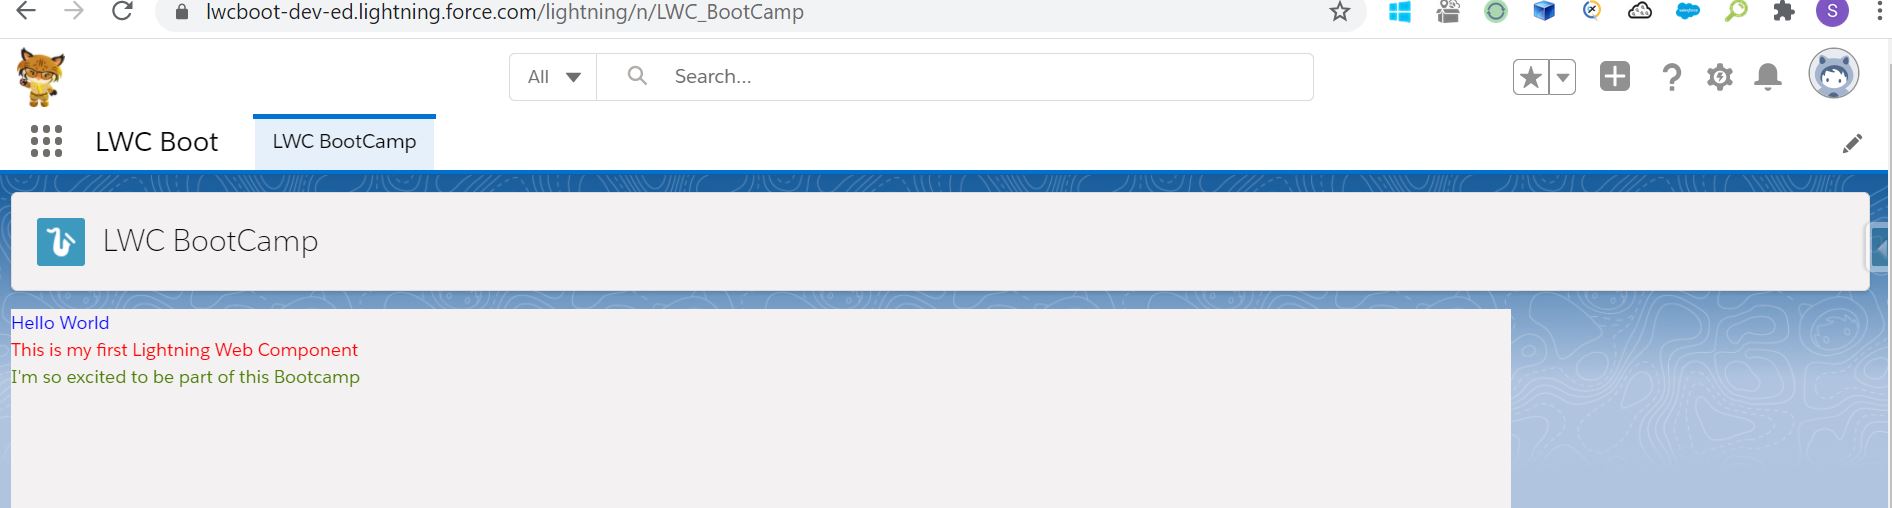 lwcboot-dev-ed.lightning.force.com/lightning/n/LWC_BootCamp
S
All
Search...
LWC Boot
LWC BootCamp
LWC BootCamp
Hello World
This is my first Lightning Web Component
I'm so excited to be part of this Bootcamp